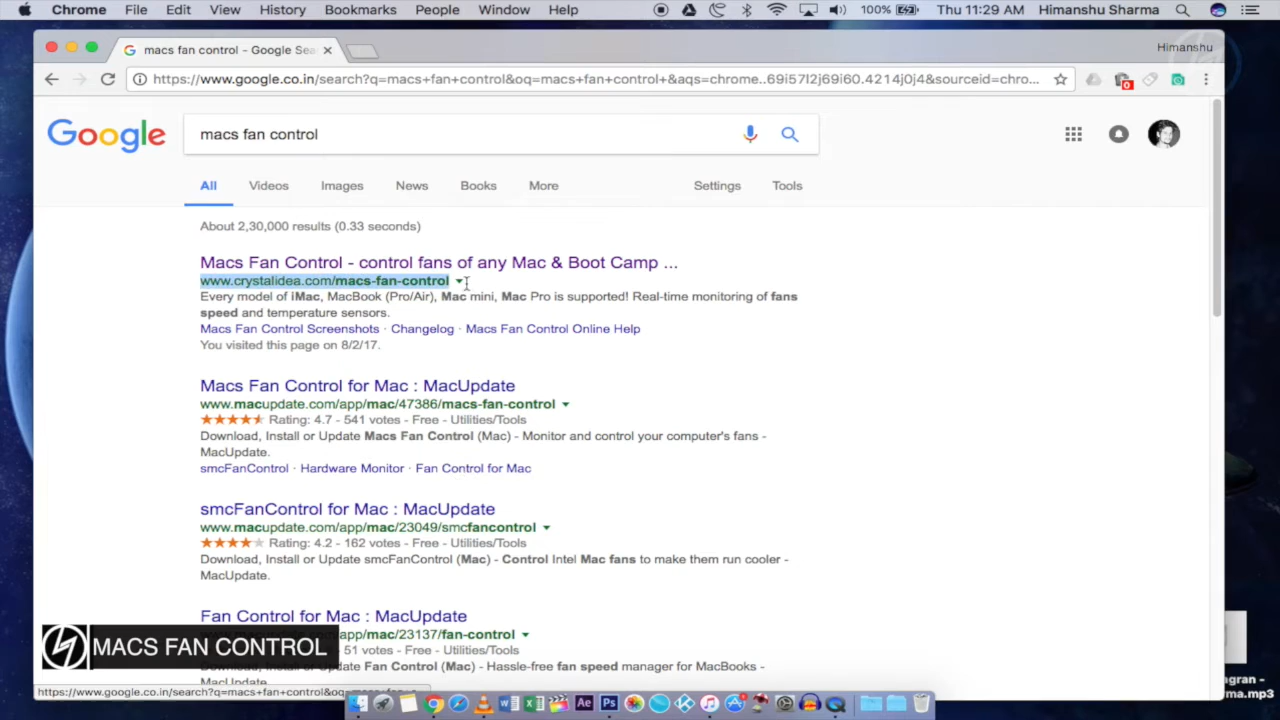 Chrome File Edit View History Bookmarks People Window Help 100% Thu 11:29 AM Himanshu Sharma
macs fan control - Google Sea
Himanshu
https://www.google.co.in/search?q=macs+fan+control&oq=macs+fan+control+&aqs=chrome..69i57l2j69i60.4214j0j4&sourceid=chro...
0
Google
macs fan control
All Videos Images News Books More Settings Tools
About 2,30,000 results (0.33 seconds)
Macs Fan Control - control fans of any Mac & Boot Camp ...
www.crystalidea.com/macs-fan-control
Every model of iMac, MacBook (Pro/Air), Mac mini, Mac Pro is supported! Real-time monitoring of fans
speed and temperature sensors.
Macs Fan Control Screenshots · Changelog · Macs Fan Control Online Help
You visited this page on 8/2/17.
Macs Fan Control for Mac : MacUpdate
www.macupdate.com/app/mac/47386/macs-fan-control
Rating: 4.7 - 541 votes - Free - Utilities/Tools
Download, Install or Update Macs Fan Control (Mac) - Monitor and control your computer's fans -
MacUpdate.
smcFanControl · Hardware Monitor · Fan Control for Mac
smcFanControl for Mac : MacUpdate
www.macupdate.com/app/mac/23049/smcfancontrol
Rating: 4.2 - 162 votes - Free - Utilities/Tools
Download, Install or Update smcFanControl (Mac) - Control Intel Mac fans to make them run cooler -
MacUpdate.
Fan Control for Mac : MacUpdate
/app/mac/23137/fan-control
51 votes - Free - Utilities/Tools
MACS FAN CONTROL
Download, Install or Update Fan Control (Mac) - Hassle-free fan speed manager for MacBooks -
https://www.google.co.in/search?q=macs+fan+control&oq=mac
Ae Ps
gran -
rma.mp3